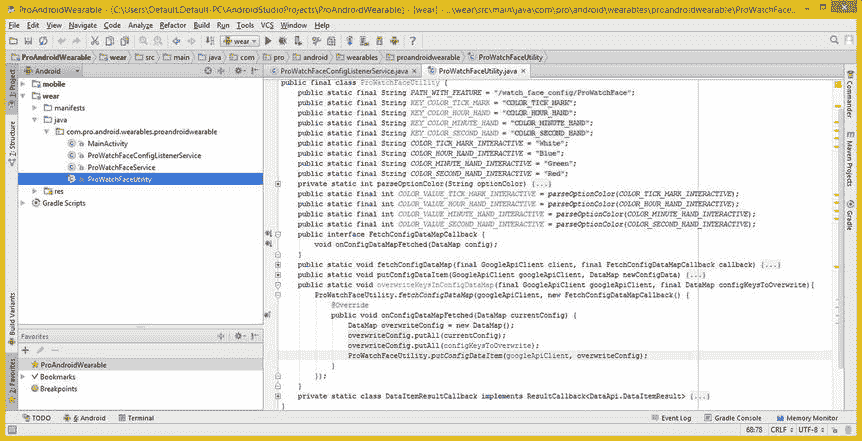 ProAndroidWearable - [C:\Users\Default.Default-PC\AndroidStudioProjects\ProAndroidWearable] - [wear] - ...\wear\src\main\java\com\pro\android\wearables\proandroidwearable\ProWatchFace...
File Edit View Navigate Code Analyze Refactor Build Run Tools VCS Window Help
wear
ProAndroidWearable wear src main java com pro android wearables proandroidwearable ProWatchFaceUtility
Android
ProWatchFaceConfigListenerService.java ProWatchFaceUtility.java
1: Project
Z: Structure
Build Variants
2: Favorites
mobile
wear
manifests
java
com.pro.android.wearables.proandroidwearable
MainActivity
ProWatchFaceConfigListenerService
ProWatchFaceService
ProWatchFaceUtility
res
Gradle Scripts
Favorites
ProAndroidWearable
Bookmarks
Breakpoints
public final class ProWatchFaceUtility {
public static final String PATH_WITH_FEATURE = "/watch_face_config/ProWatchFace";
public static final String KEY_COLOR_TICK_MARK = "COLOR_TICK_MARK";
public static final String KEY_COLOR_HOUR_HAND = "COLOR_HOUR_HAND";
public static final String KEY_COLOR_MINUTE_HAND = "COLOR_MINUTE_HAND";
public static final String KEY_COLOR_SECOND_HAND = "COLOR_SECOND_HAND";
public static final String COLOR_TICK_MARK_INTERACTIVE = "White";
public static final String COLOR_HOUR_HAND_INTERACTIVE = "Blue";
public static final String COLOR_MINUTE_HAND_INTERACTIVE = "Green";
public static final String COLOR_SECOND_HAND_INTERACTIVE = "Red";
private static int parseOptionColor(String optionColor) {...}
public static final int COLOR_VALUE_TICK_MARK_INTERACTIVE = parseOptionColor(COLOR_TICK_MARK_INTERACTIVE);
public static final int COLOR_VALUE_HOUR_HAND_INTERACTIVE = parseOptionColor(COLOR_HOUR_HAND_INTERACTIVE);
public static final int COLOR_VALUE_MINUTE_HAND_INTERACTIVE = parseOptionColor(COLOR_MINUTE_HAND_INTERACTIVE);
public static final int COLOR_VALUE_SECOND_HAND_INTERACTIVE = parseOptionColor(COLOR_SECOND_HAND_INTERACTIVE);
public interface FetchConfigDataMapCallback {
void onConfigDataMapFetched(DataMap config);
}
public static void fetchConfigDataMap(final GoogleApiClient client, final FetchConfigDataMapCallback callback) {...}
public static void putConfigDataItem(GoogleApiClient googleApiClient, DataMap newConfigData) {...}
public static void overwriteKeysInConfigDataMap(final GoogleApiClient googleApiClient, final DataMap configKeysToOverwrite){
ProWatchFaceUtility.fetchConfigDataMap(googleApiClient, new FetchConfigDataMapCallback() {
@Override
public void onConfigDataMapFetched(DataMap currentConfig) {
DataMap overwriteConfig = new DataMap();
overwriteConfig.putAll(currentConfig);
overwriteConfig.putAll(configKeysToOverwrite);
ProWatchFaceUtility.putConfigDataItem(googleApiClient, overwriteConfig);
}
});
}
private static class DataItemResultCallback implements ResultCallback<DataApi.DataItemResult> {...}
}
Commander
Maven Projects
Gradle
TODO 6: Android Terminal Event Log Gradle Console Memory Monitor
68:78 CRLF UTF-8